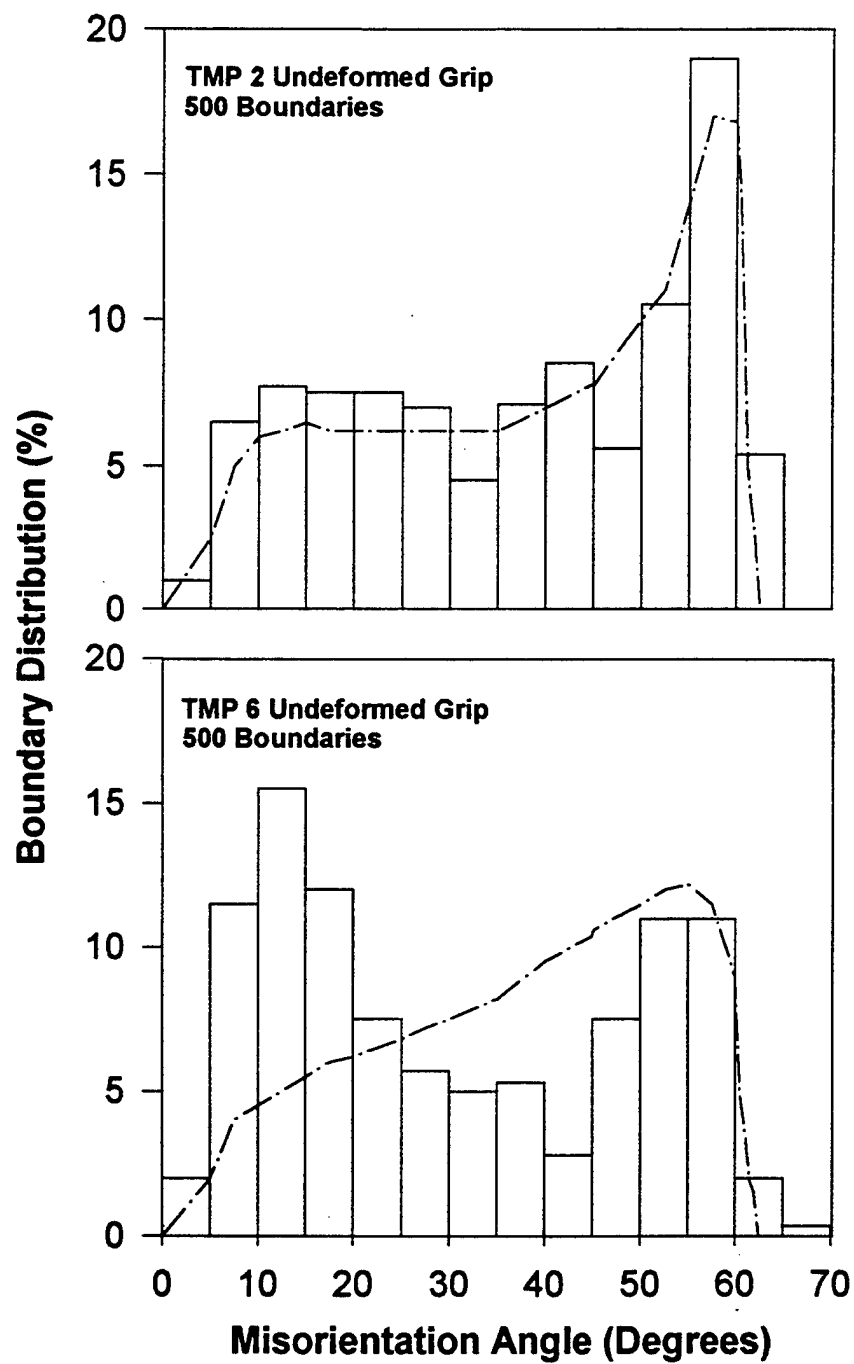 20
TMP 2 Undeformed Grip
500 Boundaries
15
10
5
0
Boundary Distribution (%)
20
TMP 6 Undeformed Grip
500 Boundaries
15
10
5
0
0 10 20 30 40 50 60 70
Misorientation Angle (Degrees)